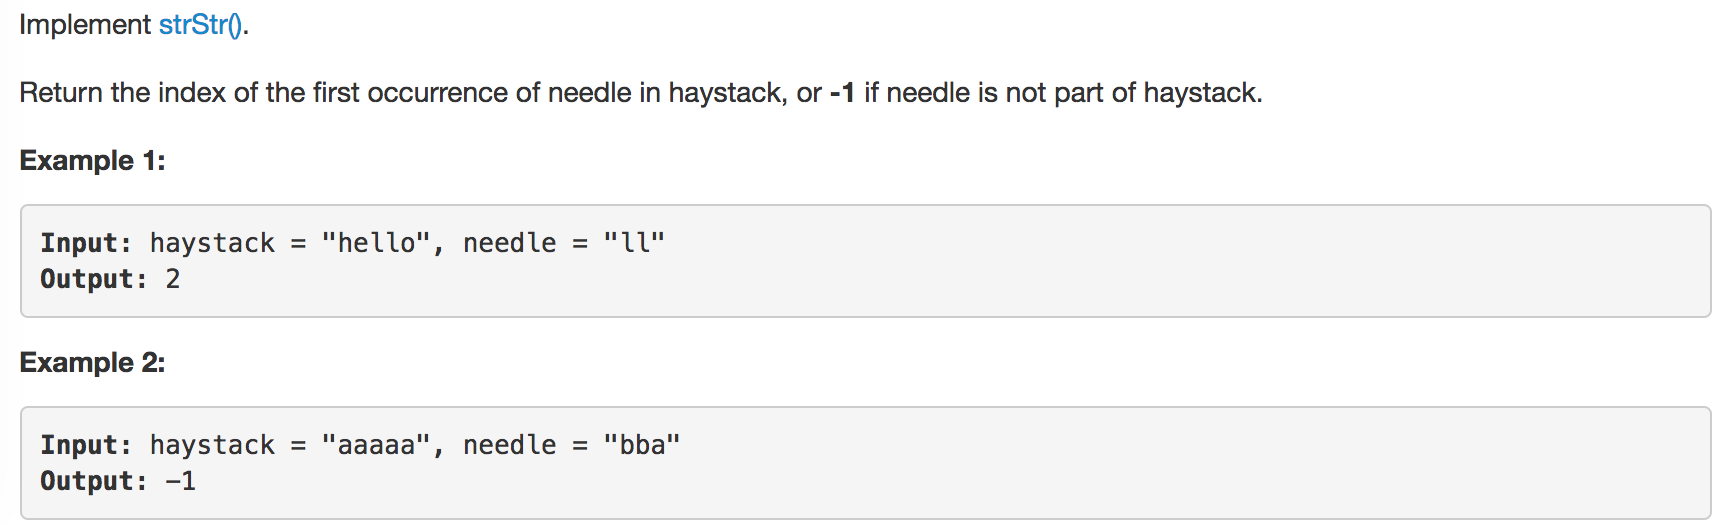 Implement strStr().
Return the index of the first occurrence of needle in haystack, or -1 if needle is not part of haystack.
Example 1:
Input: haystack = "hello", needle = "ll"
Output: 2
Example 2:
Input: haystack = "aaaaa", needle = "bba"
Output: -1